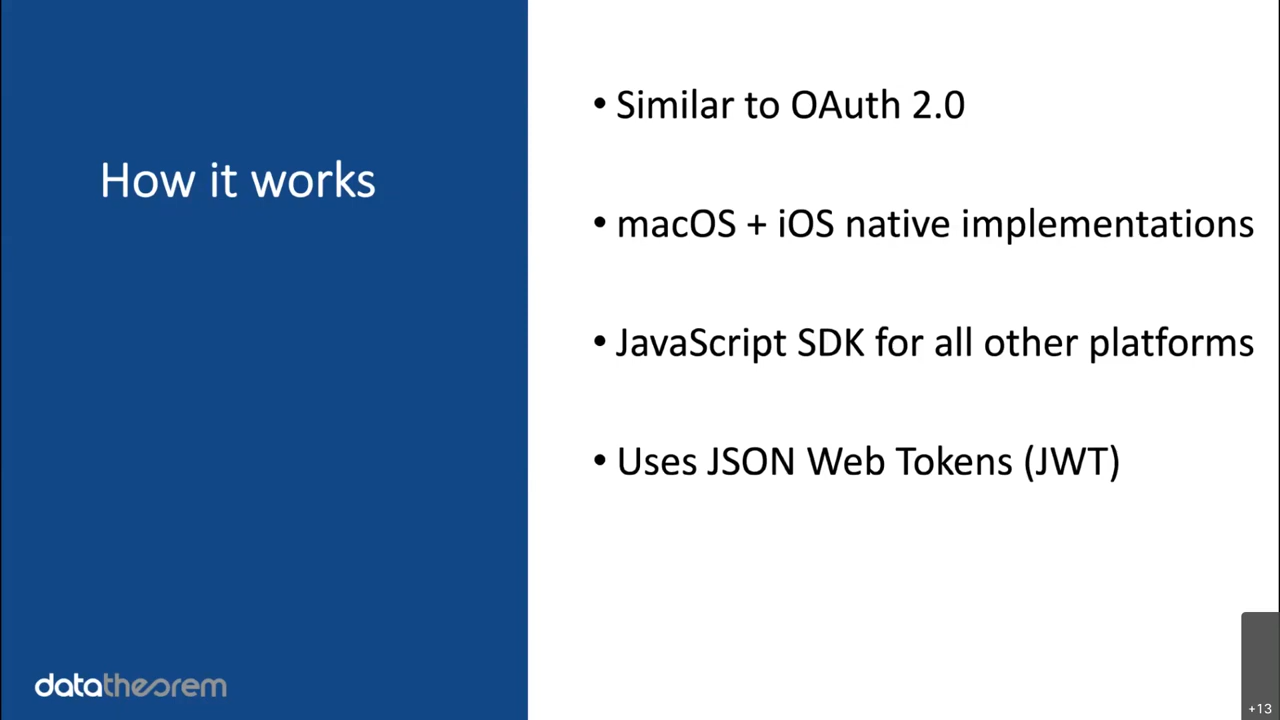 How it works
• Similar to OAuth 2.0
• macOS + iOS native implementations
• JavaScript SDK for all other platforms
• Uses JSON Web Tokens (JWT)
datatheorem
+13